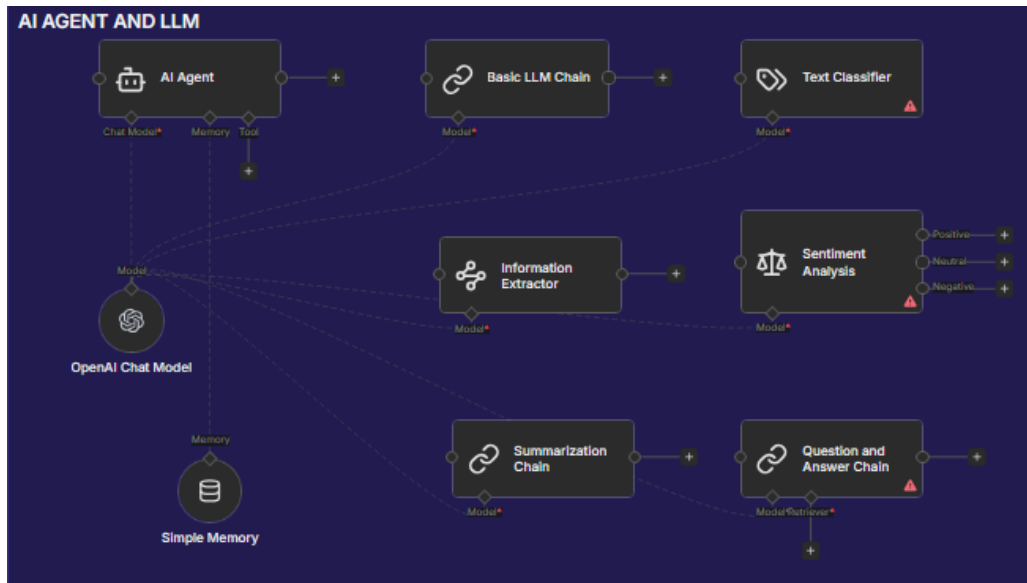 AI AGENT AND LLM
AI Agent
Chat Model*
Memory
Tool
Basic LLM Chain
Model*
Text Classifier
Model*
Model
OpenAI Chat Model
Information
Extractor
Model*
Sentiment
Analysis
Positive
Neutral
Negative
Model*
Memory
Simple Memory
Summarization
Chain
Model*
Question and
Answer Chain
Model*
Retriever*